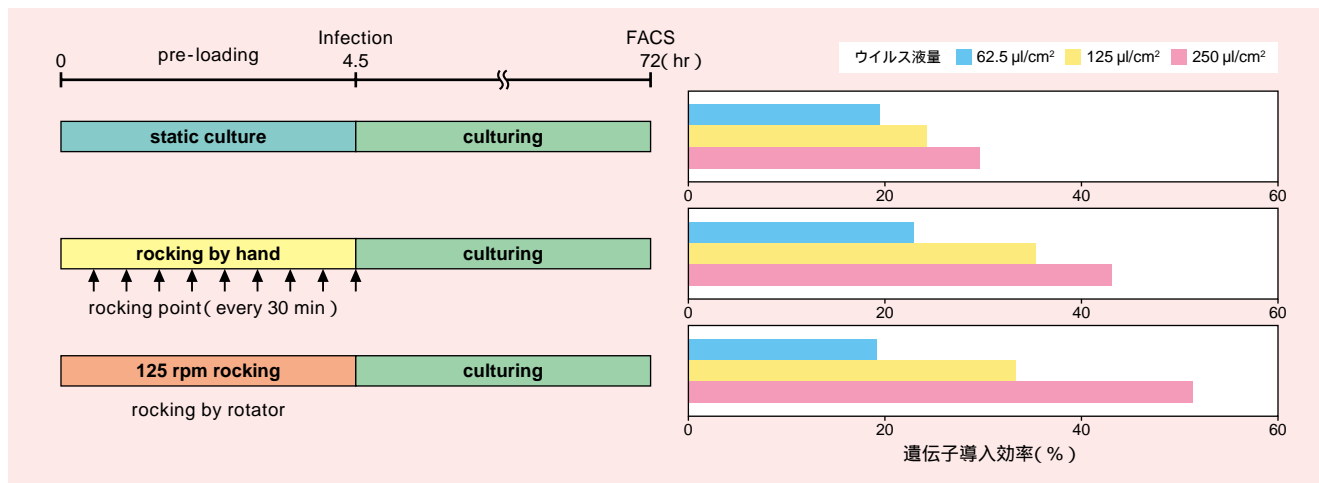 pre-loading
Infection
FACS
0
4.5
72( hr )
ウイルス液量 62.5 µl/cm² 125 µl/cm² 250 µl/cm²
static culture culturing
0 20 40 60
rocking by hand culturing
rocking point( every 30 min )
0 20 40 60
125 rpm rocking culturing
rocking by rotator
0 20 40 60
遺伝子導入効率( % )